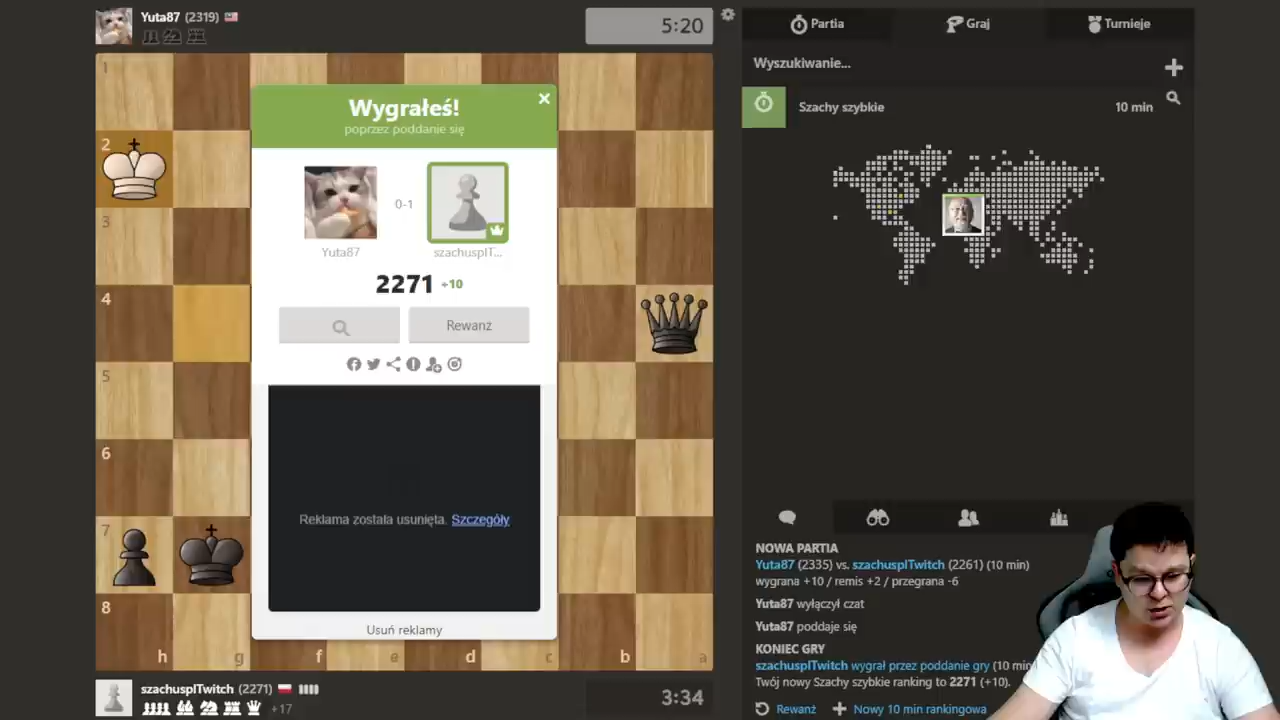 Yuta87 (2319)
5:20
Partia
Graj
Turnieje
Wyszukiwanie...
Szachy szybkie
10 min
Wygrałeś!
poprzez poddanie się
0-1
Yuta87
szachusplT...
2271 +10
Rewanż
Reklama została usunięta. Szczegóły
Usuń reklamy
1
2
3
4
5
6
7
8
h g f e d c b a
NOWA PARTIA
Yuta87 (2335) vs. szachusplTwitch (2261) (10 min)
wygrana +10 / remis +2 / przegrana -6
Yuta87 wyłączył czat
Yuta87 poddaje się
KONIEC GRY
szachusplTwitch wygrał przez poddanie gry (10 min
Twój nowy Szachy szybkie ranking to 2271 (+10).
Rewanż
Nowy 10 min rankingowa
szachusplTwitch (2271)
+17
3:34